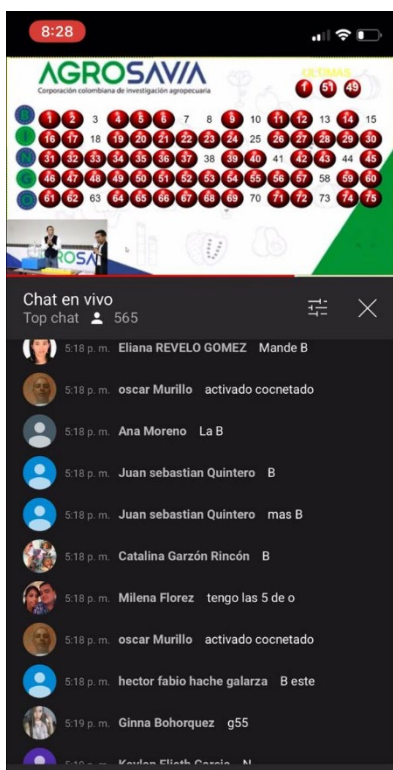 8:28
AGROSAVIA
Corporación colombiana de investigación agropecuaria
ULTIMAS
1 51 49
B 1 2 3 4 5 6 7 8 9 10 11 12 13 14 15
I 16 17 18 19 20 21 22 23 24 25 26 27 28 29 30
N 31 32 33 34 35 36 37 38 39 40 41 42 43 44 45
G 46 47 48 49 50 51 52 53 54 55 56 57 58 59 60
O 61 62 63 64 65 66 67 68 69 70 71 72 73 74 75
Chat en vivo
Top chat 565
5:18 p. m. Eliana REVELO GOMEZ Mande B
5:18 p. m. oscar Murillo activado cocnetado
5:18 p. m. Ana Moreno La B
5:18 p. m. Juan sebastian Quintero B
5:18 p. m. Juan sebastian Quintero mas B
5:18 p. m. Catalina Garzón Rincón B
5:18 p. m. Milena Florez tengo las 5 de o
5:18 p. m. oscar Murillo activado cocnetado
5:18 p. m. hector fabio hache galarza B este
5:19 p. m. Ginna Bohorquez g55